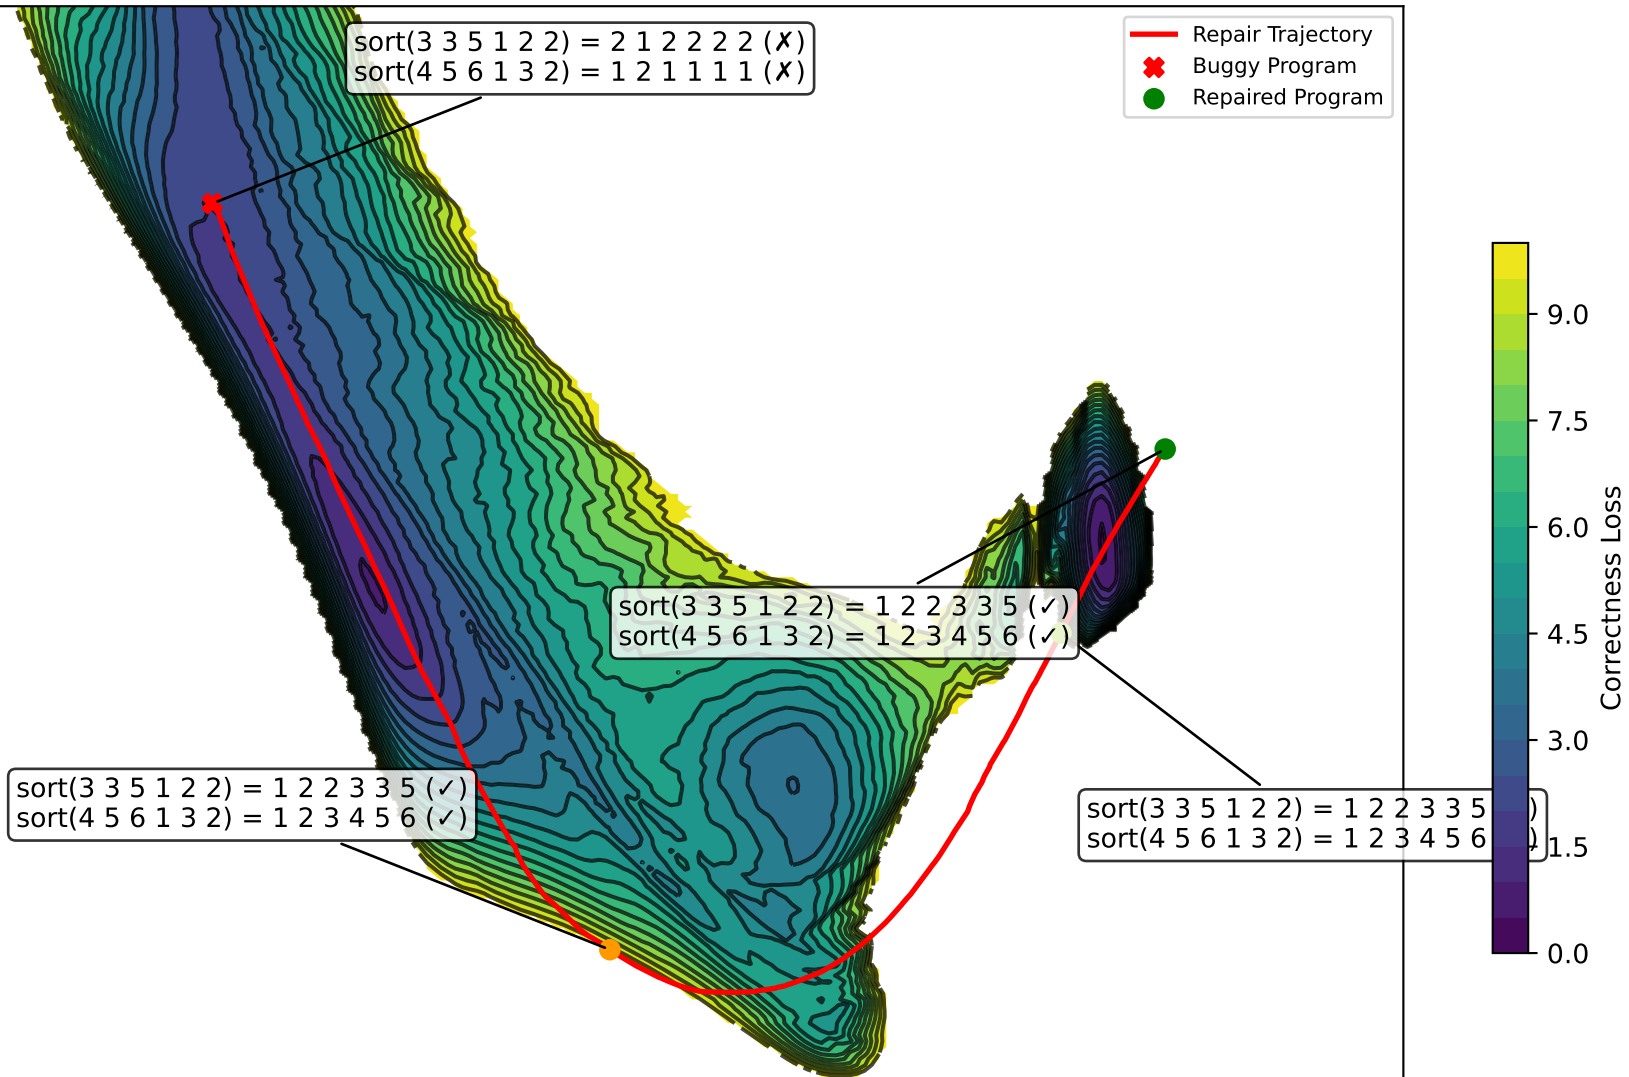 sort(3 3 5 1 2 2) = 2 1 2 2 2 2 (✗)
sort(4 5 6 1 3 2) = 1 2 1 1 1 1 (✗)
Repair Trajectory
Buggy Program
Repaired Program
sort(3 3 5 1 2 2) = 1 2 2 3 3 5 (✓)
sort(4 5 6 1 3 2) = 1 2 3 4 5 6 (✓)
sort(3 3 5 1 2 2) = 1 2 2 3 3 5 (✓)
sort(4 5 6 1 3 2) = 1 2 3 4 5 6 (✓)
sort(3 3 5 1 2 2) = 1 2 2 3 3 5 )
sort(4 5 6 1 3 2) = 1 2 3 4 5 6 )
9.0
7.5
6.0
4.5
3.0
1.5
0.0
Correctness Loss